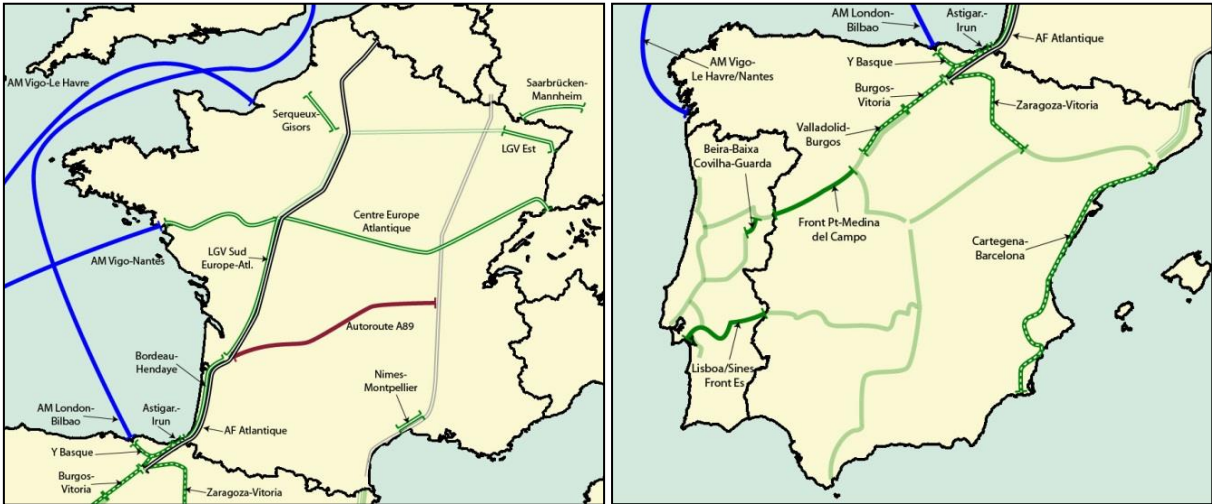 AM Vigo-Le Havre
Serqueux-
Gisors
Saarbrücken-
Mannheim
LGV Est
Centre Europe
Atlantique
AM Vigo-Nantes
LGV Sud
Europe-Atl.
Autoroute A89
Bordeau-
Hendaye
Nimes-
Montpellier
AM London-
Bilbao
Astigar.-
Irun
AF Atlantique
Y Basque
Burgos-
Vitoria
Zaragoza-Vitoria
AM London-
Bilbao
Astigar.-
Irun
AF Atlantique
AM Vigo-
Le Havre/Nantes
Y Basque
Burgos-
Vitoria
Zaragoza-Vitoria
Valladolid-
Burgos
Beira-Baixa
Covilha-Guarda
Front Pt-Medina
del Campo
Cartegena-
Barcelona
Lisboa/Sines
Front Es